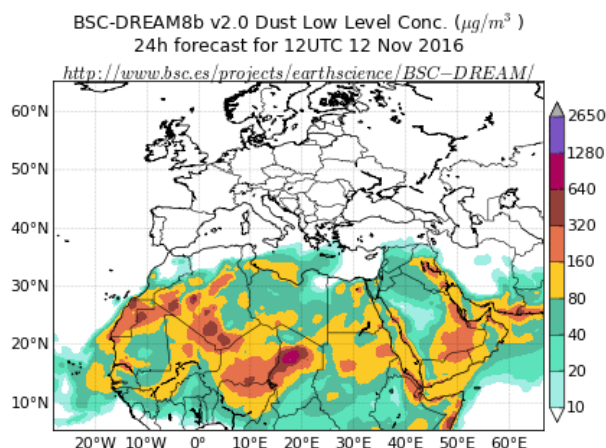 BSC-DREAM8b v2.0 Dust Low Level Conc. (μg/m³ )
24h forecast for 12UTC 12 Nov 2016
http://www.bsc.es/projects/earthscience/BSC−DREAM/
60°N
50°N
40°N
30°N
20°N
10°N
20°W 10°W 0° 10°E 20°E 30°E 40°E 50°E 60°E
2650
1280
640
320
160
80
40
20
10